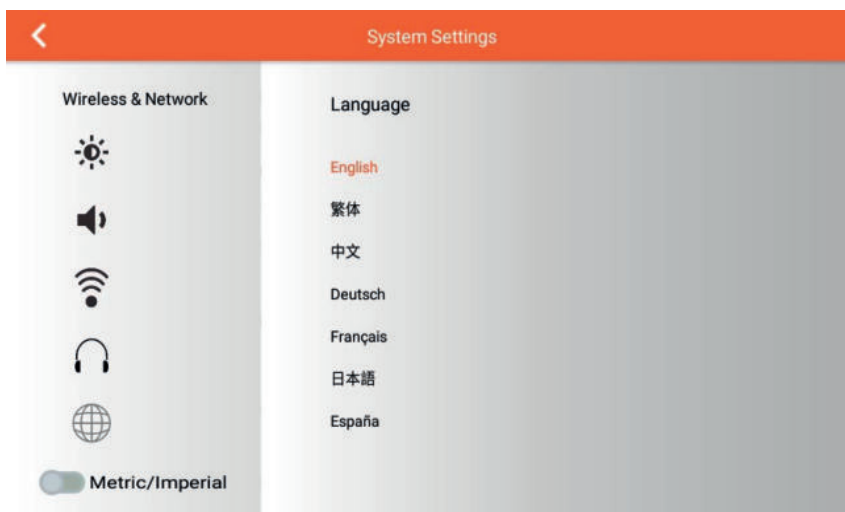 System Settings
Wireless & Network
Language
English
繁体
中文
Deutsch
Français
日本語
España
Metric/Imperial